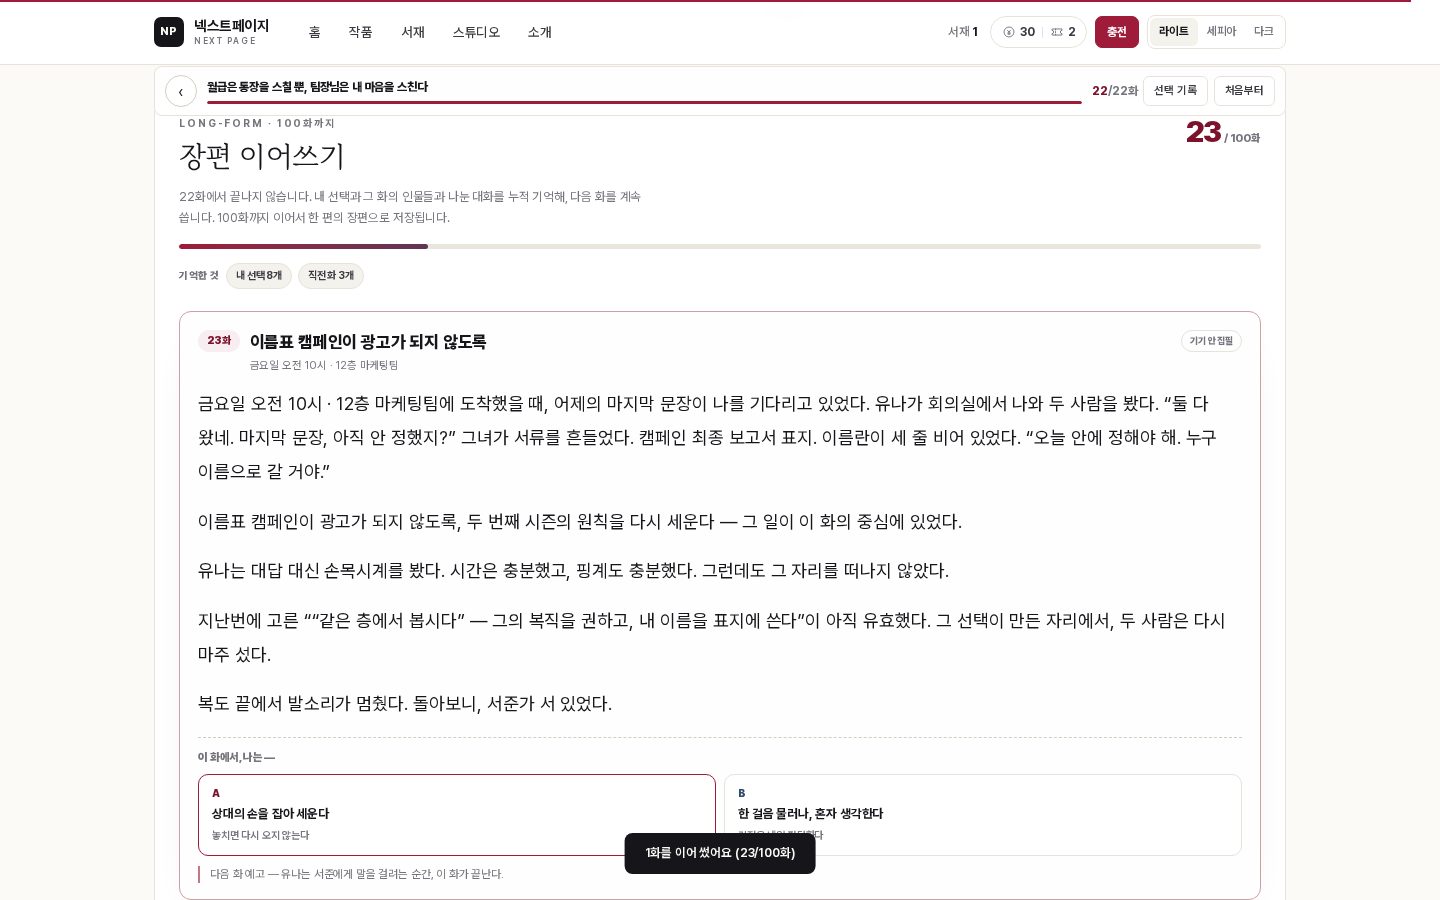 NP 넥스트페이지 NEXT PAGE 홈 작품 서재 스튜디오 소개 서재 1 30 2 충전 라이트 세피아 다크
‹ 월급은 통장을 스칠 뿐, 팀장님은 내 마음을 스친다 22/22화 선택 기록 처음부터
LONG-FORM · 100화까지
23 / 100화
장편 이어쓰기
22화에서 끝나지 않습니다. 내 선택과 그 화의 인물들과 나눈 대화를 누적 기억해, 다음 화를 계속
씁니다. 100화까지 이어서 한 편의 장편으로 저장됩니다.
기억한 것 내 선택 8개 직전화 3개
23화 이름표 캠페인이 광고가 되지 않도록 기기 안 집필
금요일 오전 10시 · 12층 마케팅팀
금요일 오전 10시 · 12층 마케팅팀에 도착했을 때, 어제의 마지막 문장이 나를 기다리고 있었다. 유나가 회의실에서 나와 두 사람을 봤다. “둘 다
왔네. 마지막 문장, 아직 안 정했지?” 그녀가 서류를 흔들었다. 캠페인 최종 보고서 표지. 이름란이 세 줄 비어 있었다. “오늘 안에 정해야 해. 누구
이름으로 갈 거야.”
이름표 캠페인이 광고가 되지 않도록, 두 번째 시즌의 원칙을 다시 세운다 — 그 일이 이 화의 중심에 있었다.
유나는 대답 대신 손목시계를 봤다. 시간은 충분했고, 핑계도 충분했다. 그런데도 그 자리를 떠나지 않았다.
지난번에 고른 ““같은 층에서 봅시다” — 그의 복직을 권하고, 내 이름을 표지에 쓴다”이 아직 유효했다. 그 선택이 만든 자리에서, 두 사람은 다시
마주 섰다.
복도 끝에서 발소리가 멈췄다. 돌아보니, 서준가 서 있었다.
이 화에서, 나는 —
A
상대의 손을 잡아 세운다
놓치면 다시 오지 않는다
B
한 걸음 물러나, 혼자 생각한다
1화를 이어 썼어요 (23/100화)
다음 화 예고 — 유나는 서준에게 말을 걸려는 순간, 이 화가 끝난다.